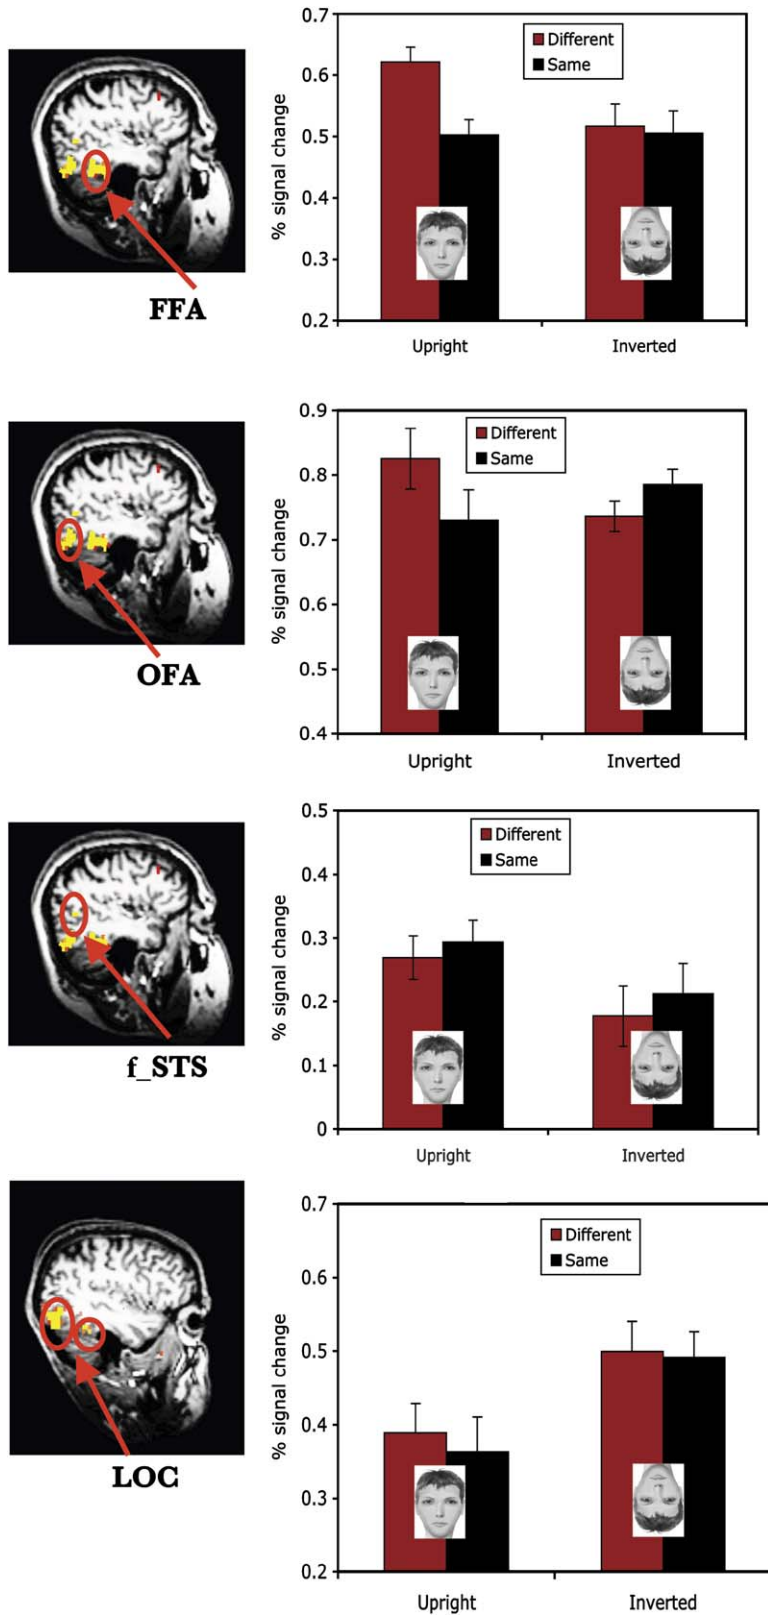 0.7
Different
Same
0.6
0.5
0.4
0.3
0.2
% signal change
Upright
Inverted
FFA
0.9
Different
Same
0.8
0.7
0.6
0.5
0.4
% signal change
Upright
Inverted
OFA
0.5
Different
Same
0.4
0.3
0.2
0.1
0
% signal change
Upright
Inverted
f_STS
0.7
Different
Same
0.6
0.5
0.4
0.3
0.2
% signal change
Upright
Inverted
LOC